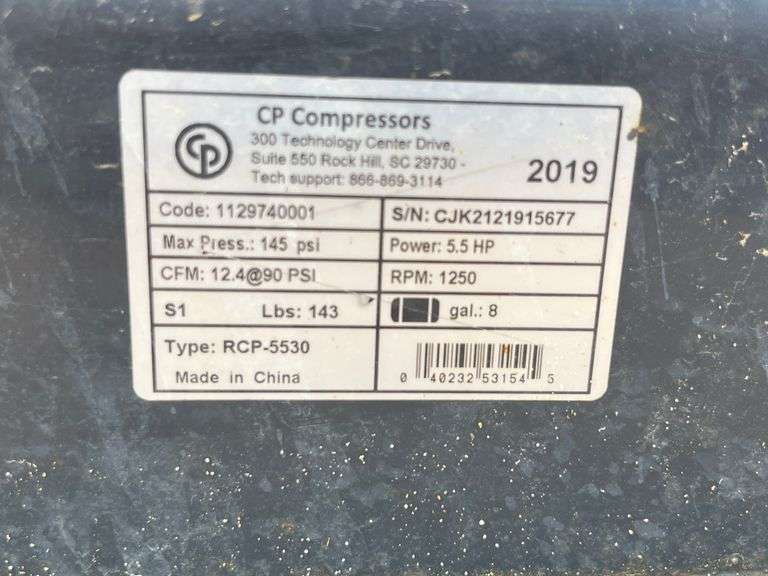 CP
CP Compressors
300 Technology Center Drive,
Suite 550 Rock Hill, SC 29730 -
Tech support: 866-869-3114
2019
Code: 1129740001
S/N: CJK2121915677
Max Press.: 145 psi
Power: 5.5 HP
CFM: 12.4@90 PSI
RPM: 1250
S1 Lbs: 143
gal.: 8
Type: RCP-5530
Made in China
0 40232 53154 5